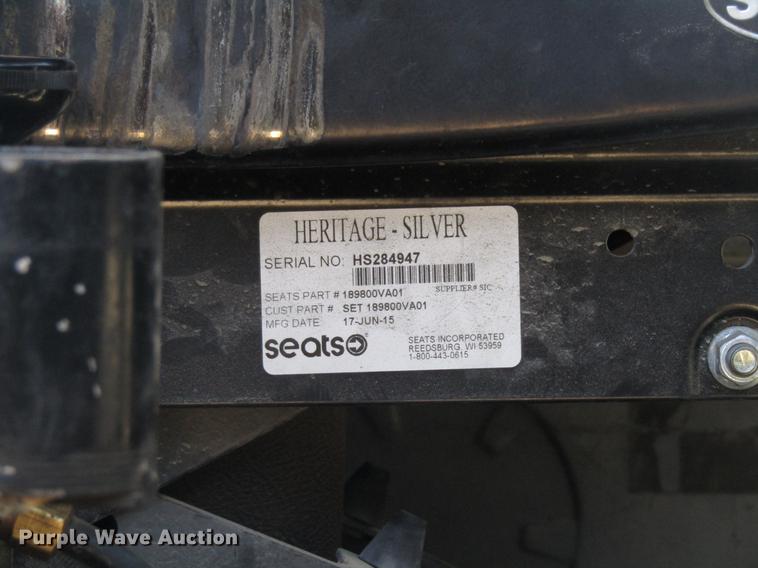 HERITAGE - SILVER
SERIAL NO: HS284947
SUPPLIER# SIC
SEATS PART # 189800VA01
CUST PART # SET 189800VA01
MFG DATE 17-JUN-15
seats
SEATS INCORPORATED
REEDSBURG, WI 53959
1-800-443-0615
Purple Wave Auction®